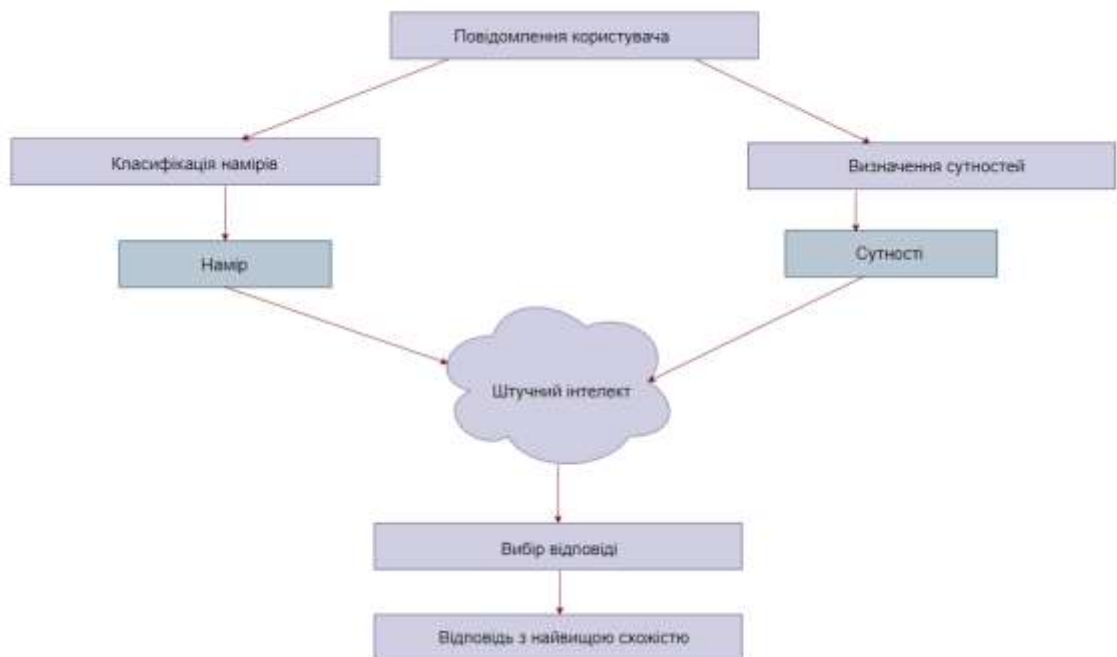 Повідомлення користувача
Класифікація намірів
Визначення сутностей
Намір
Сутності
Штучний інтелект
Вибір відповіді
Відповідь з найвищою схожістю